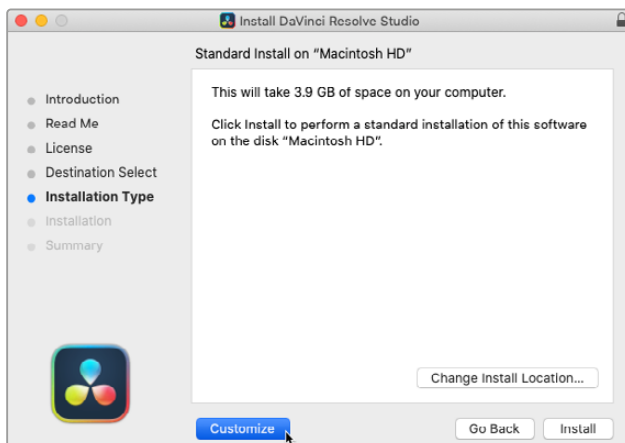 Install DaVinci Resolve Studio
Standard Install on “Macintosh HD”
Introduction
Read Me
License
Destination Select
Installation Type
Installation
Summary
This will take 3.9 GB of space on your computer.
Click Install to perform a standard installation of this software
on the disk “Macintosh HD”.
Change Install Location...
Customize
Go Back
Install